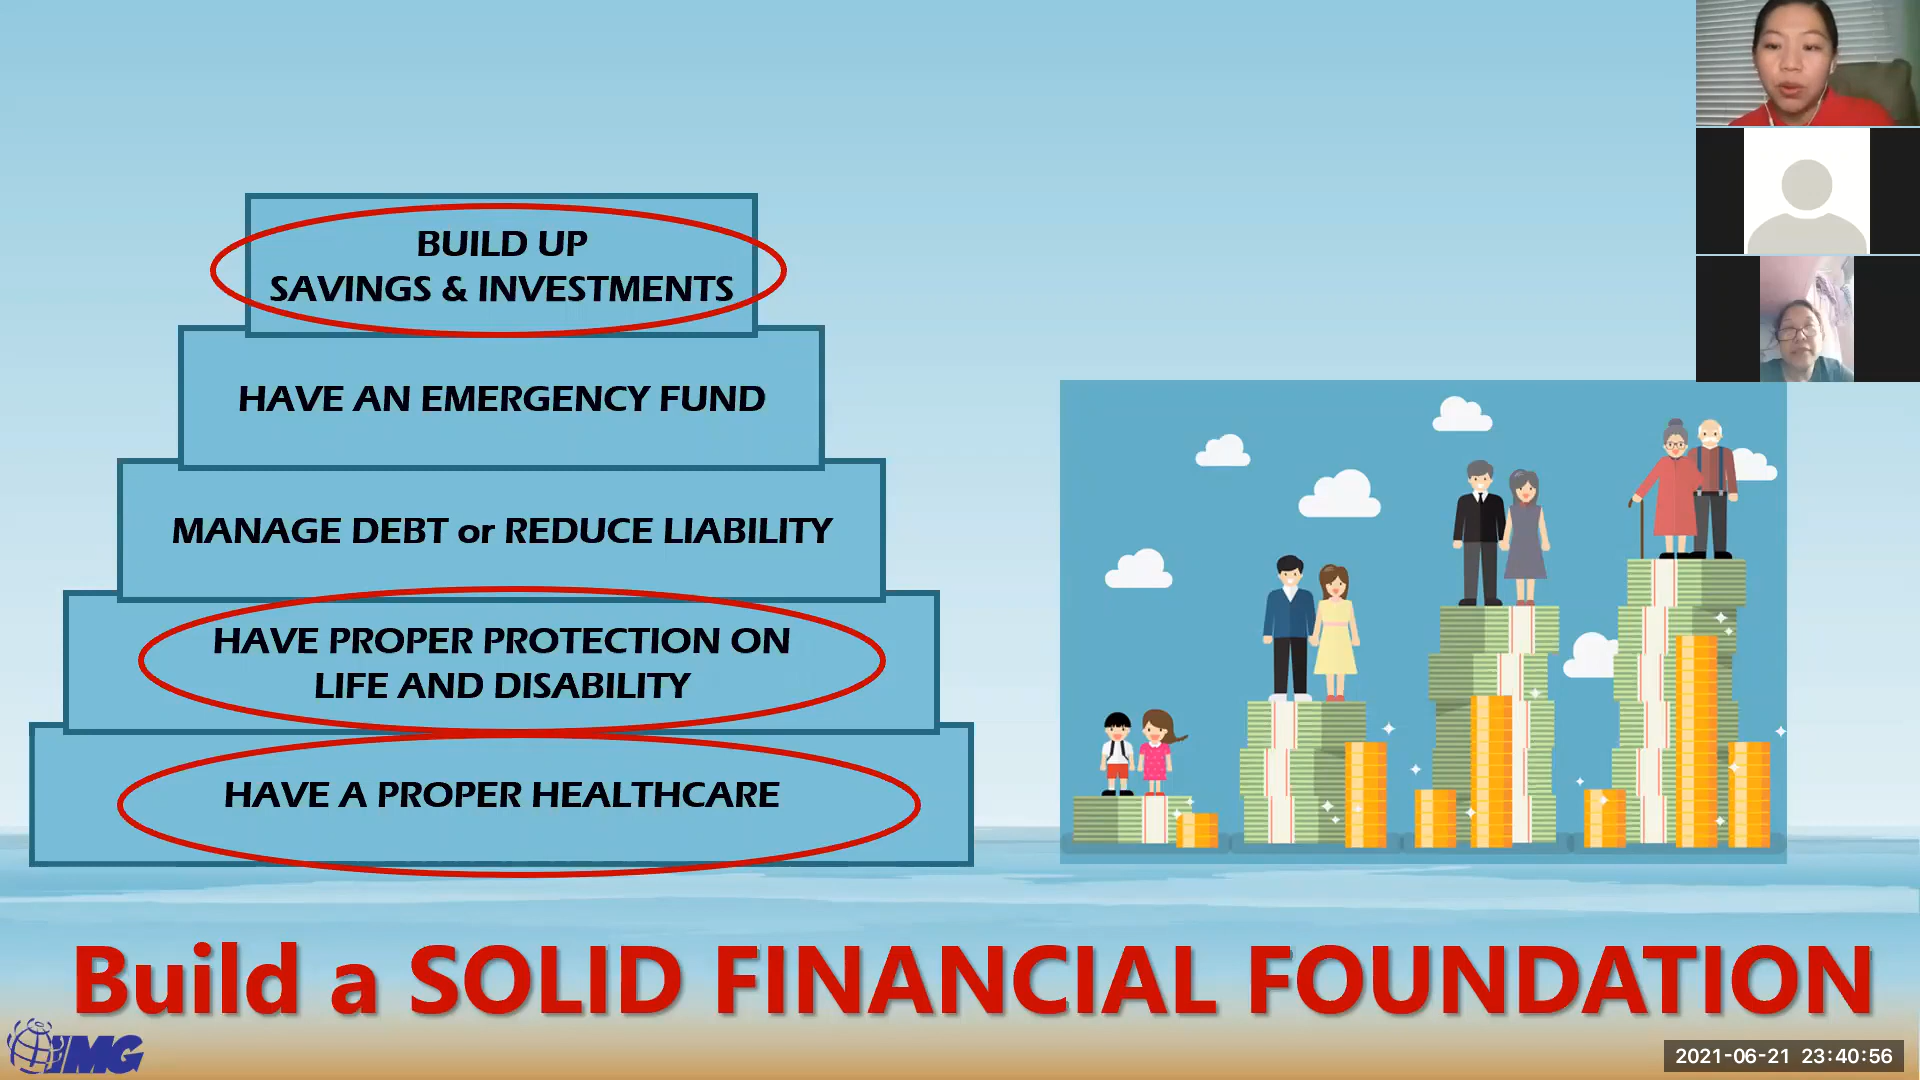 BUILD UP
SAVINGS & INVESTMENTS
HAVE AN EMERGENCY FUND
MANAGE DEBT or REDUCE LIABILITY
HAVE PROPER PROTECTION ON
LIFE AND DISABILITY
HAVE A PROPER HEALTHCARE
Build a SOLID FINANCIAL FOUNDATION
IMG
2021-06-21 23:40:56